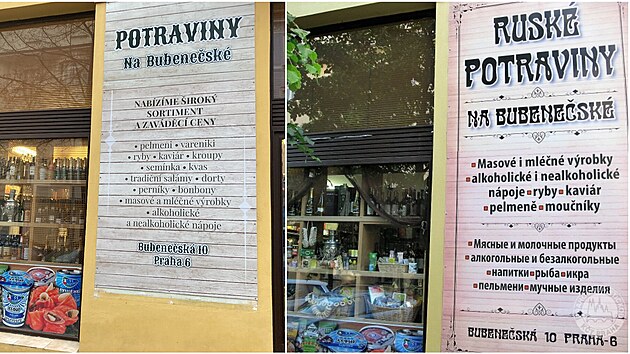 POTRAVINY
Na Bubenečské
NABÍZÍME ŠIROKÝ
SORTIMENT
A ZAVÁDĚCÍ CENY
• pelmeni • vareniki
• ryby • kaviár • kroupy
• semínka • kvas
• tradiční salámy • dorty
• perníky • bonbony
• masové a mléčné výrobky
• alkoholické
a nealkoholické nápoje
Bubenečská 10
Praha 6
RUSKÉ
POTRAVINY
NA BUBENEČSKÉ
▪Masové i mléčné výrobky
▪alkoholické i nealkoholické
nápoje ▪ryby ▪kaviár
▪pelmeně ▪moučníky
▪Мясные и молочные продукты
▪алкогольные и безалкогольные
▪напитки▪рыба▪икра
▪пельмени▪мучные изделия
BUBENEČSKÁ 10 PRAHA-6